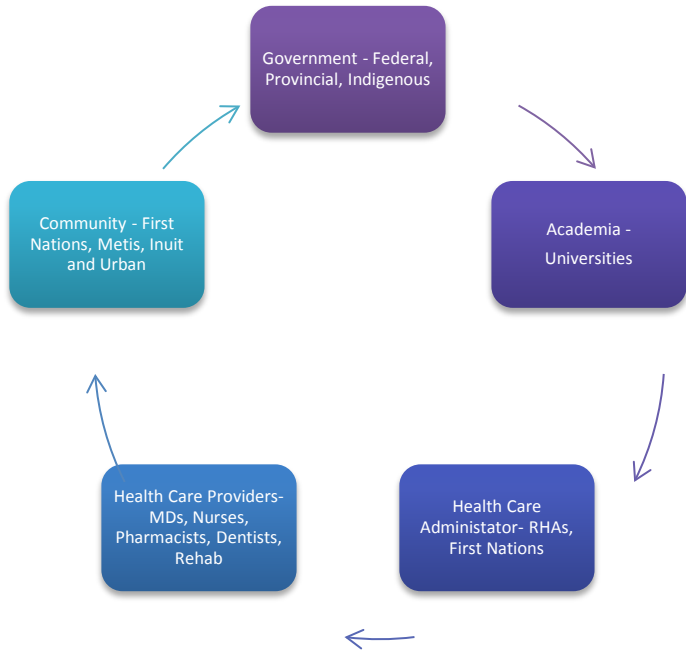 Government - Federal,
Provincial, Indigenous
Academia -
Universities
Health Care
Administator- RHAs,
First Nations
Health Care Providers-
MDs, Nurses,
Pharmacists, Dentists,
Rehab
Community - First
Nations, Metis, Inuit
and Urban